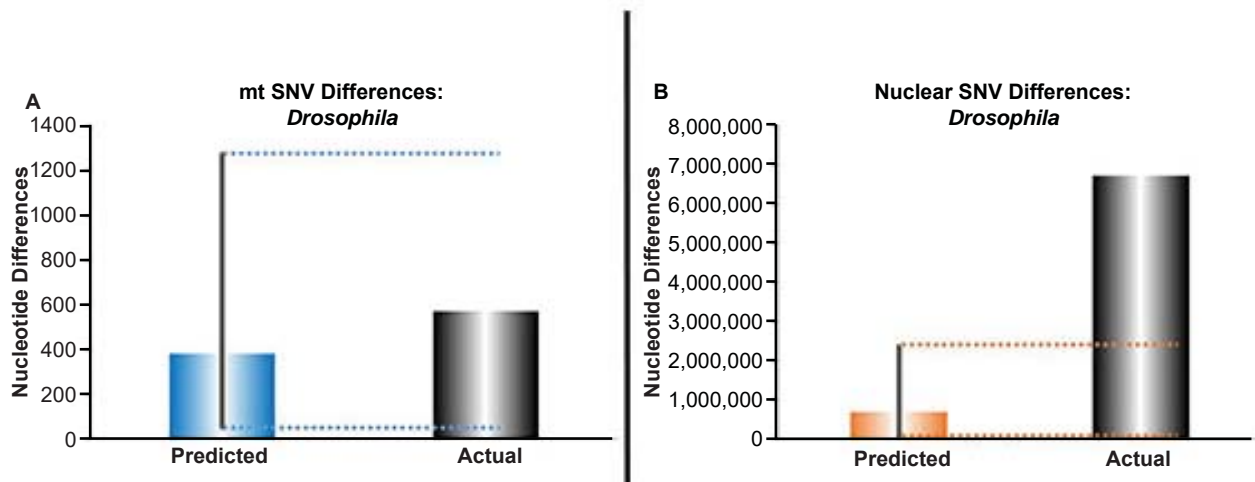 A
mt SNV Differences:
Drosophila
Nucleotide Differences
1400
1200
1000
800
600
400
200
0
Predicted
Actual
B
Nuclear SNV Differences:
Drosophila
Nucleotide Differences
8,000,000
7,000,000
6,000,000
5,000,000
4,000,000
3,000,000
2,000,000
1,000,000
0
Predicted
Actual